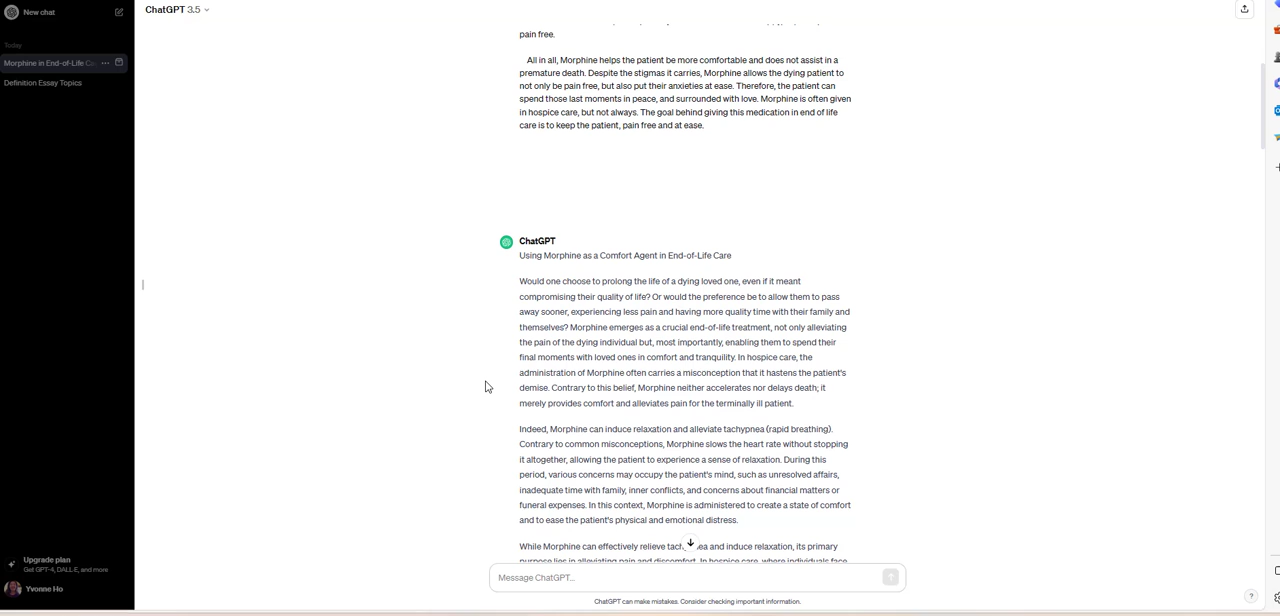 New chat
Today
Morphine in End-of-Life Ca
Definition Essay Topics
Upgrade plan
Get GPT-4, DALL·E, and more
Yvonne Ho
ChatGPT 3.5
pain free.
All in all, Morphine helps the patient be more comfortable and does not assist in a
premature death. Despite the stigmas it carries, Morphine allows the dying patient to
not only be pain free, but also put their anxieties at ease. Therefore, the patient can
spend those last moments in peace, and surrounded with love. Morphine is often given
in hospice care, but not always. The goal behind giving this medication in end of life
care is to keep the patient, pain free and at ease.
ChatGPT
Using Morphine as a Comfort Agent in End-of-Life Care
Would one choose to prolong the life of a dying loved one, even if it meant
compromising their quality of life? Or would the preference be to allow them to pass
away sooner, experiencing less pain and having more quality time with their family and
themselves? Morphine emerges as a crucial end-of-life treatment, not only alleviating
the pain of the dying individual but, most importantly, enabling them to spend their
final moments with loved ones in comfort and tranquility. In hospice care, the
administration of Morphine often carries a misconception that it hastens the patient's
demise. Contrary to this belief, Morphine neither accelerates nor delays death; it
merely provides comfort and alleviates pain for the terminally ill patient.
Indeed, Morphine can induce relaxation and alleviate tachypnea (rapid breathing).
Contrary to common misconceptions, Morphine slows the heart rate without stopping
it altogether, allowing the patient to experience a sense of relaxation. During this
period, various concerns may occupy the patient's mind, such as unresolved affairs,
inadequate time with family, inner conflicts, and concerns about financial matters or
funeral expenses. In this context, Morphine is administered to create a state of comfort
and to ease the patient's physical and emotional distress.
While Morphine can effectively relieve tachypnea and induce relaxation, its primary
purpose lies in alleviating pain and discomfort. In hospice care, where individuals face
Message ChatGPT...
ChatGPT can make mistakes. Consider checking important information.
?